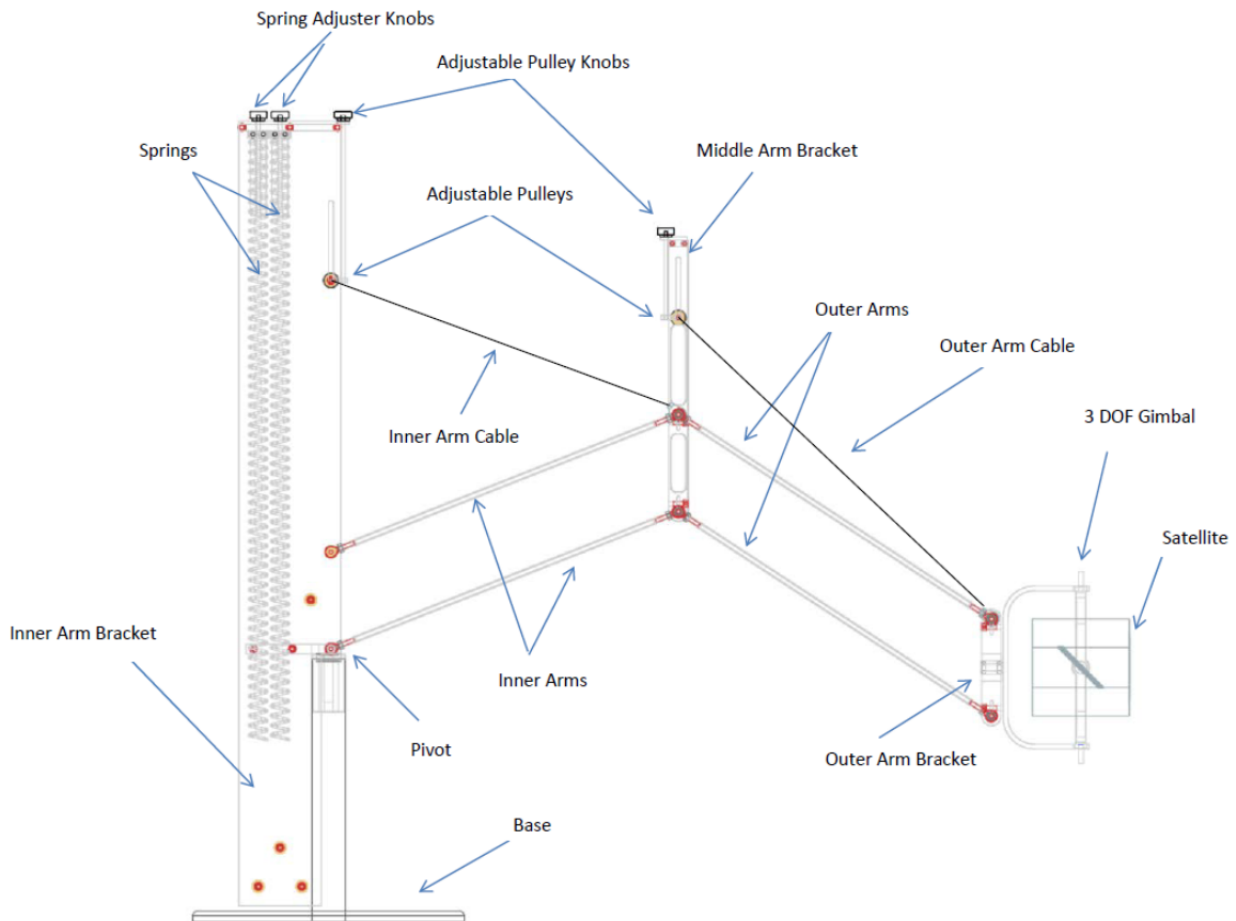 Spring Adjuster Knobs
Adjustable Pulley Knobs
Springs
Middle Arm Bracket
Adjustable Pulleys
Outer Arms
Outer Arm Cable
3 DOF Gimbal
Inner Arm Cable
Satellite
Inner Arm Bracket
Inner Arms
Pivot
Outer Arm Bracket
Base